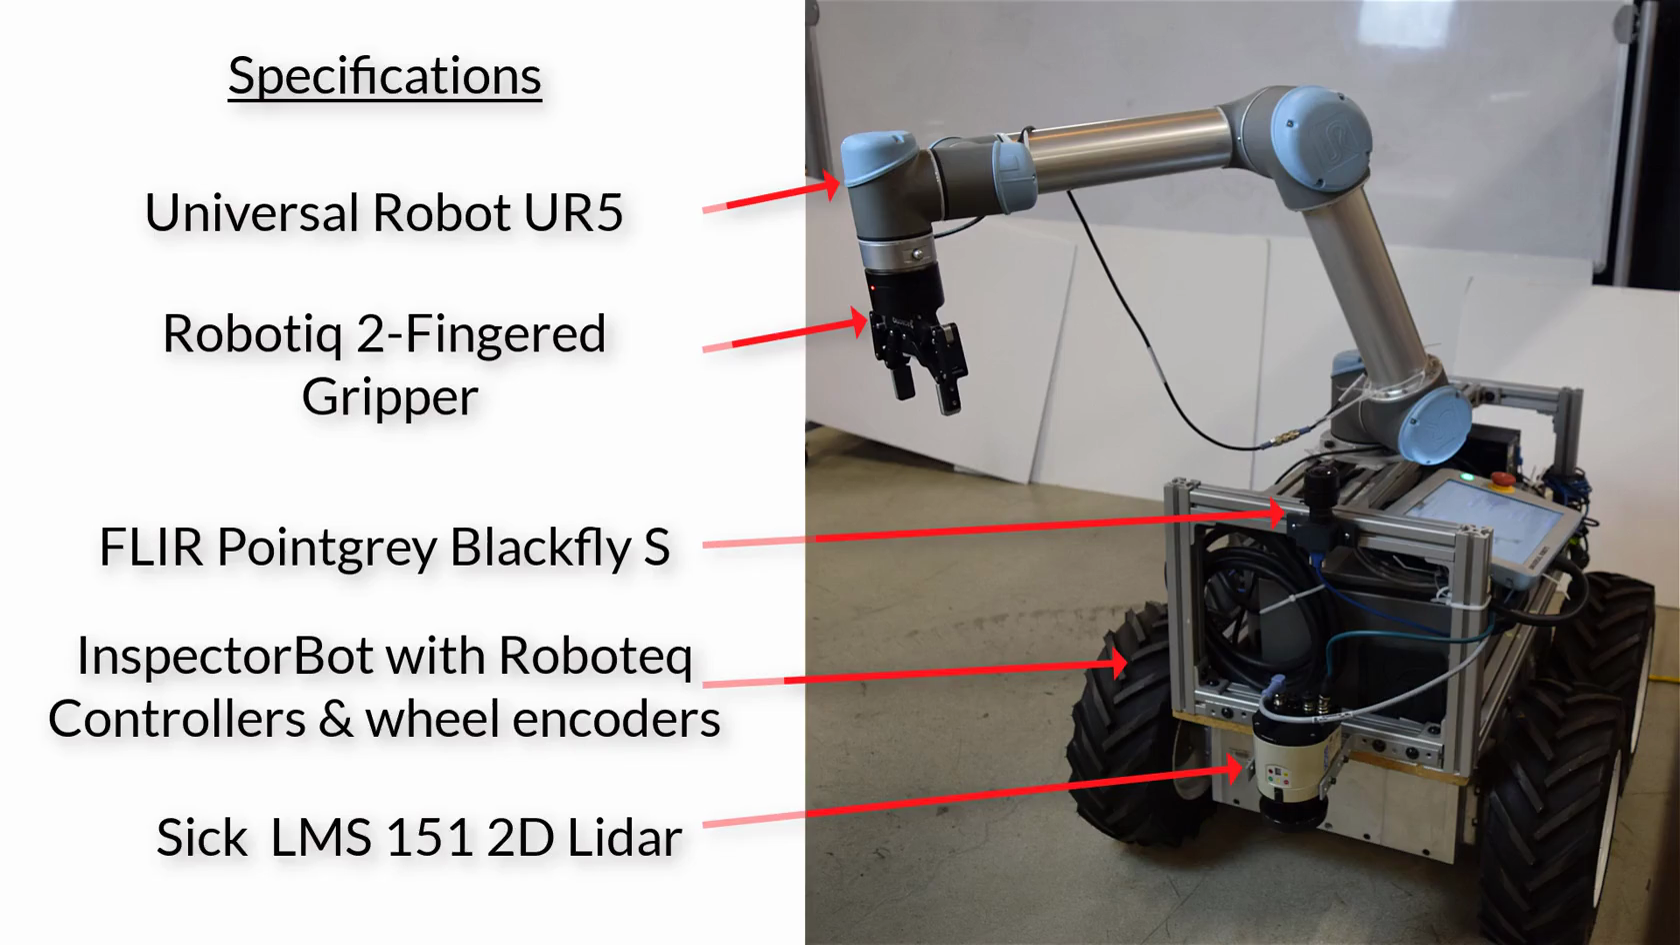 Specifications
Universal Robot UR5
Robotiq 2-Fingered
Gripper
FLIR Pointgrey Blackfly S
InspectorBot with Roboteq
Controllers & wheel encoders
Sick LMS 151 2D Lidar